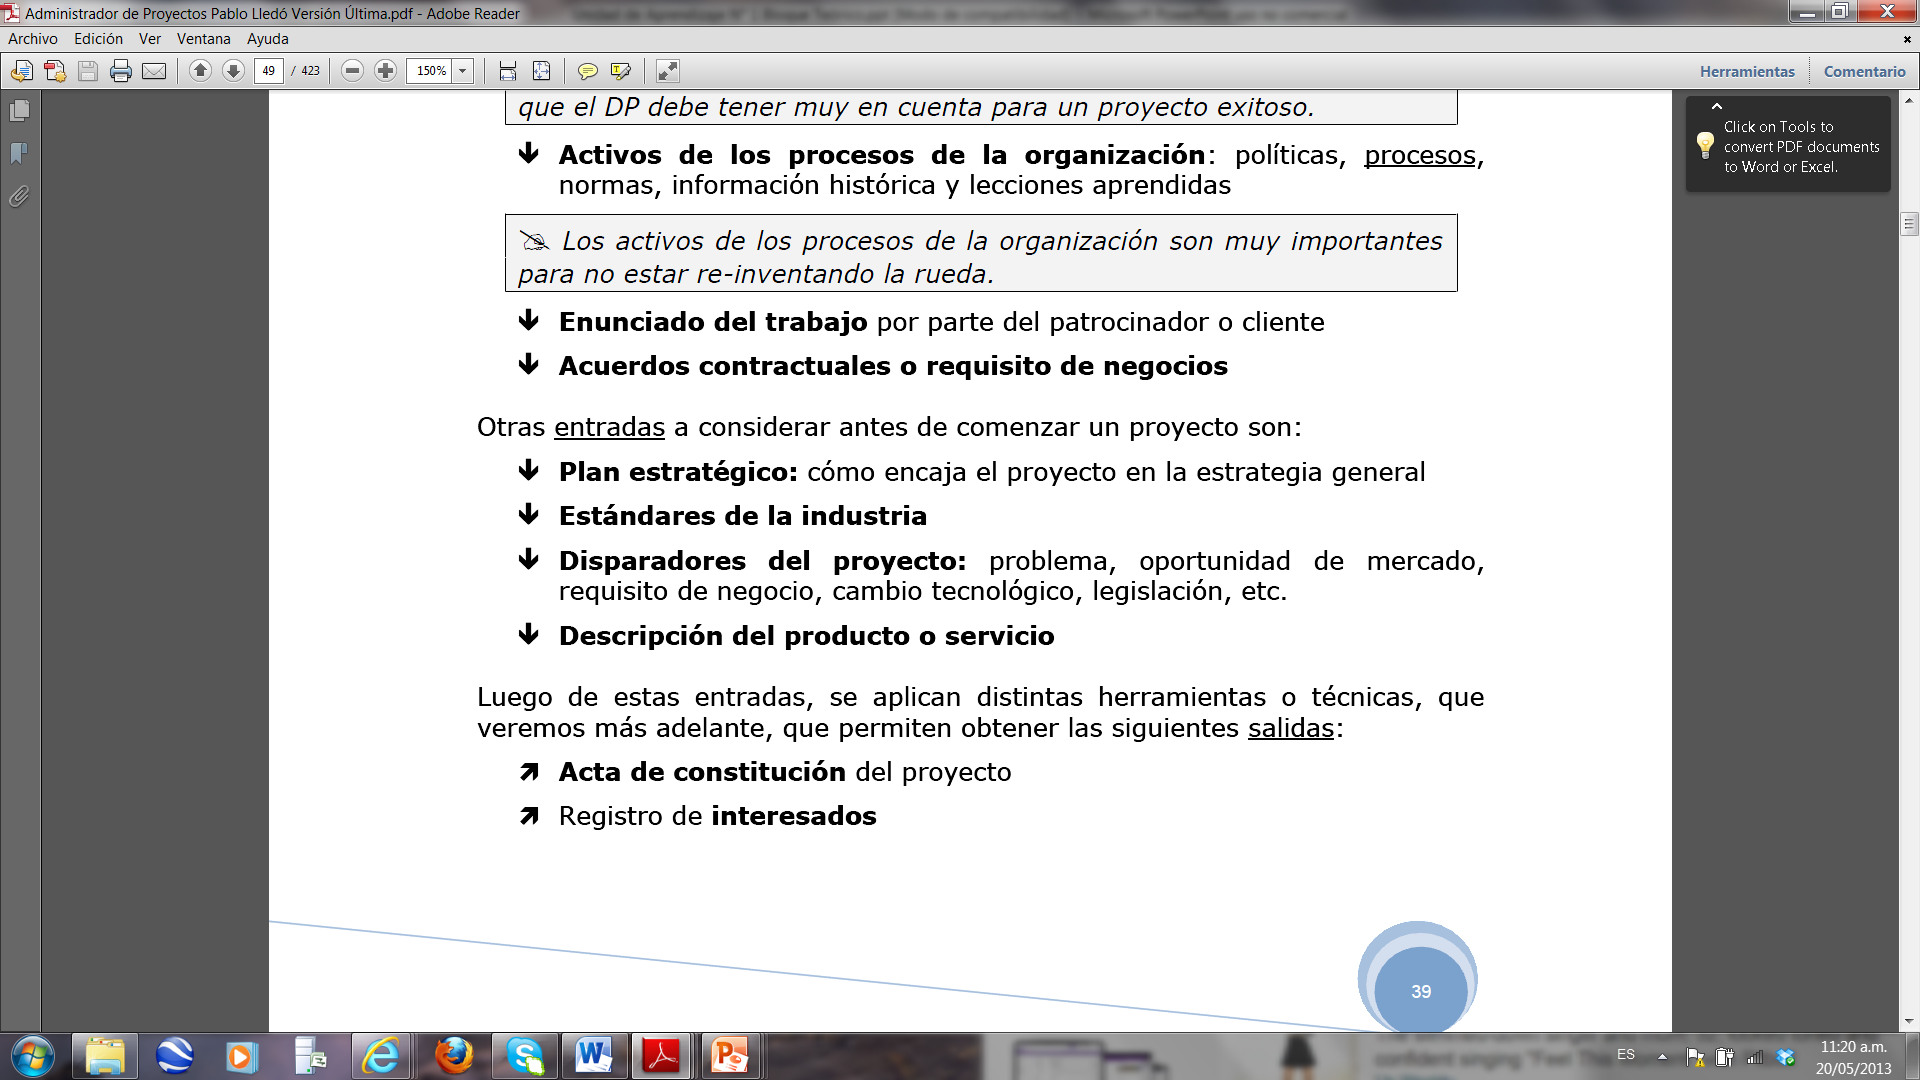 Administrador de Proyectos Pablo Lledó Versión Última.pdf - Adobe Reader
Archivo Edición Ver Ventana Ayuda
49 / 423 150% Herramientas Comentario
Click on Tools to
convert PDF documents
to Word or Excel.
que el DP debe tener muy en cuenta para un proyecto exitoso.
Activos de los procesos de la organización: políticas, procesos,
normas, información histórica y lecciones aprendidas
Los activos de los procesos de la organización son muy importantes
para no estar re-inventando la rueda.
Enunciado del trabajo por parte del patrocinador o cliente
Acuerdos contractuales o requisito de negocios
Otras entradas a considerar antes de comenzar un proyecto son:
Plan estratégico: cómo encaja el proyecto en la estrategia general
Estándares de la industria
Disparadores del proyecto: problema, oportunidad de mercado,
requisito de negocio, cambio tecnológico, legislación, etc.
Descripción del producto o servicio
Luego de estas entradas, se aplican distintas herramientas o técnicas, que
veremos más adelante, que permiten obtener las siguientes salidas:
Acta de constitución del proyecto
Registro de interesados
39
ES
11:20 a.m.
20/05/2013